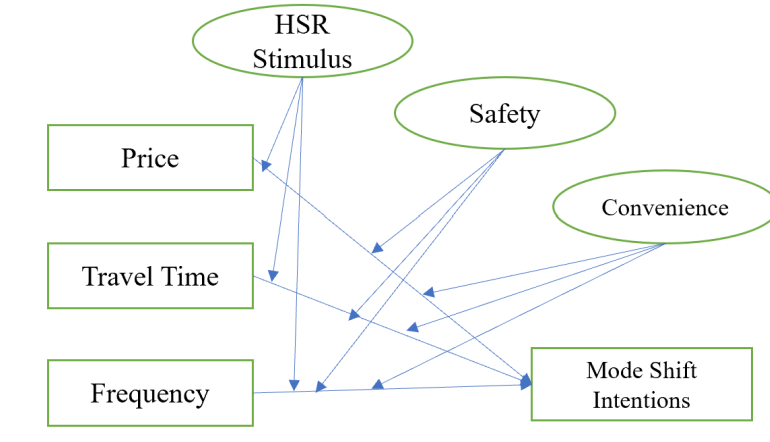 HSR
Stimulus
Safety
Price
Convenience
Travel Time
Mode Shift
Intentions
Frequency